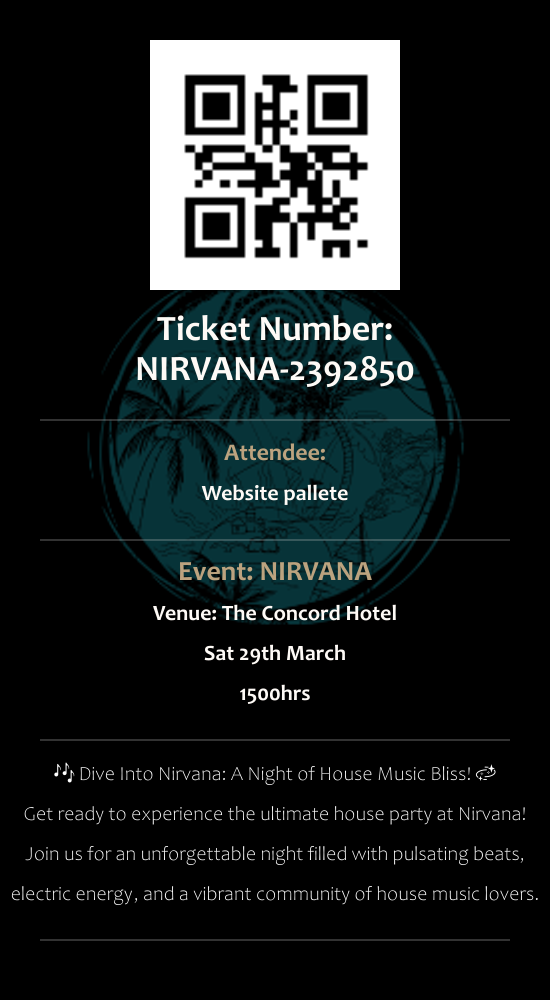 Ticket Number:
NIRVANA-2392850
Attendee:
Website pallete
Event: NIRVANA
Venue: The Concord Hotel
Sat 29th March
1500hrs
🎶 Dive Into Nirvana: A Night of House Music Bliss! 💫
Get ready to experience the ultimate house party at Nirvana!
Join us for an unforgettable night filled with pulsating beats,
electric energy, and a vibrant community of house music lovers.